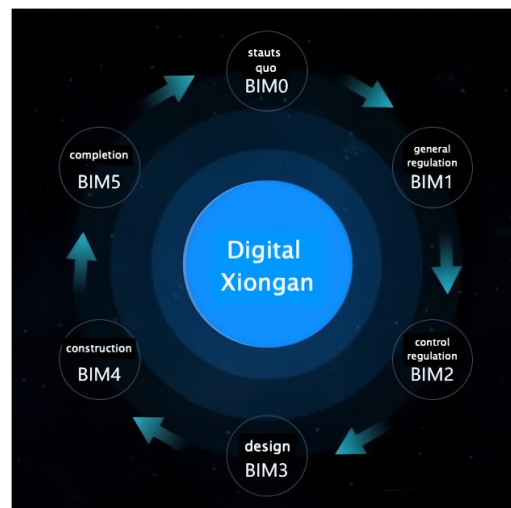 stauts
quo
BIM0
general
regulation
BIM1
control
regulation
BIM2
design
BIM3
construction
BIM4
completion
BIM5
Digital
Xiongan